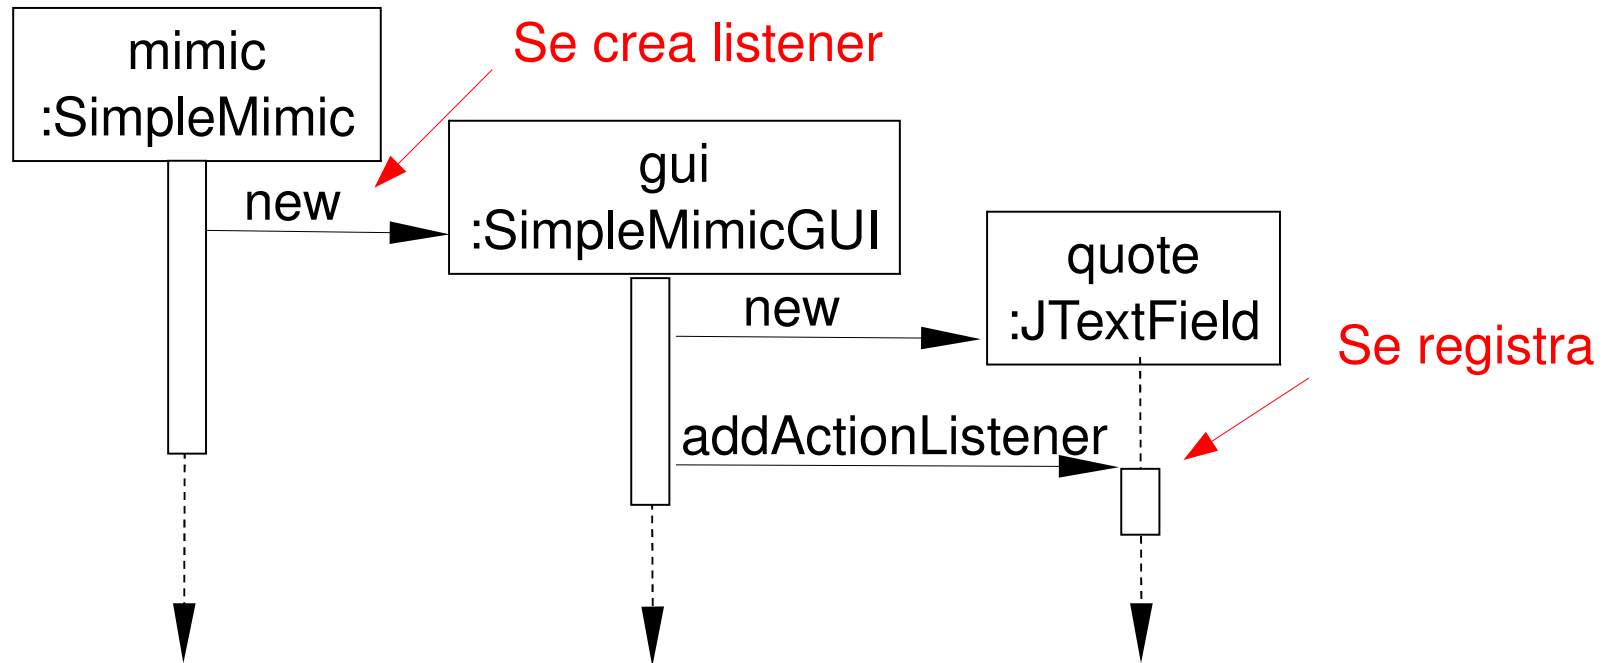 mimic
:SimpleMimic
Se crea listener
new
gui
:SimpleMimicGUI
new
quote
:JTextField
Se registra
addActionListener